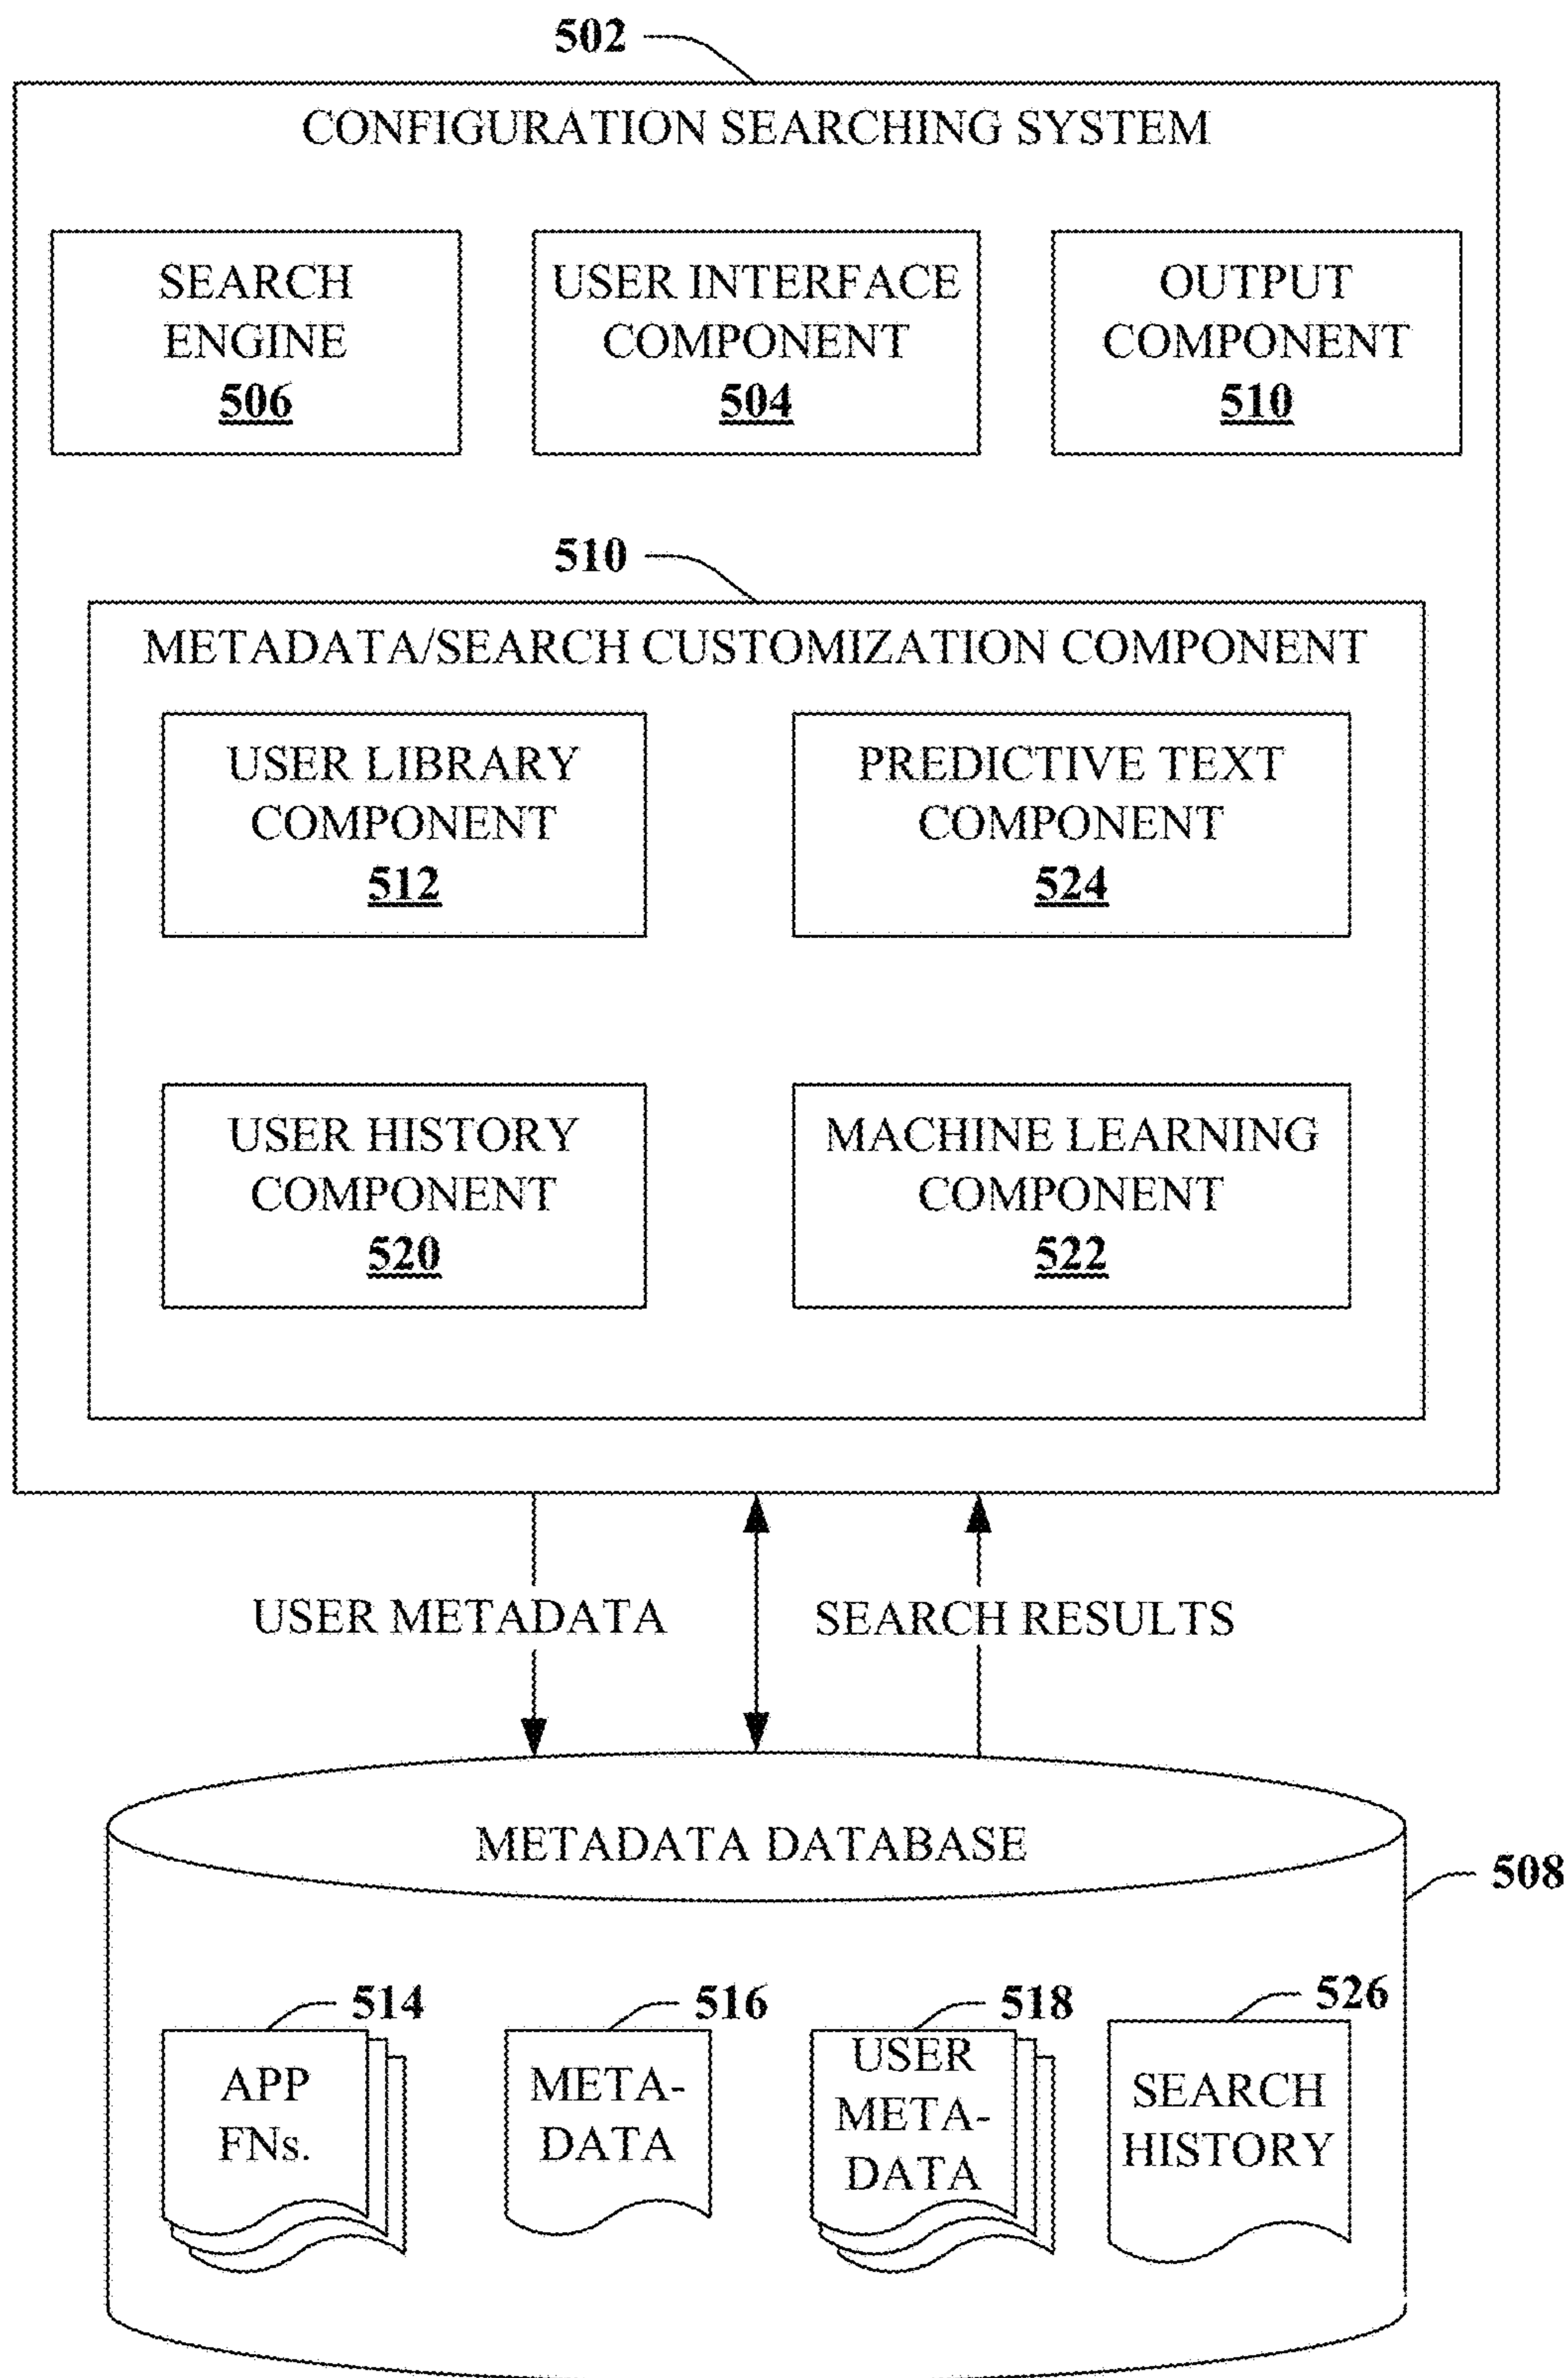 502
CONFIGURATION SEARCHING SYSTEM
SEARCH
ENGINE
506
USER INTERFACE
COMPONENT
504
OUTPUT
COMPONENT
510
510
METADATA/SEARCH CUSTOMIZATION COMPONENT
USER LIBRARY
COMPONENT
512
PREDICTIVE TEXT
COMPONENT
524
USER HISTORY
COMPONENT
520
MACHINE LEARNING
COMPONENT
522
USER METADATA
SEARCH RESULTS
METADATA DATABASE
508
514
APP
FNs.
516
META-
DATA
518
USER
META-
DATA
526
SEARCH
HISTORY